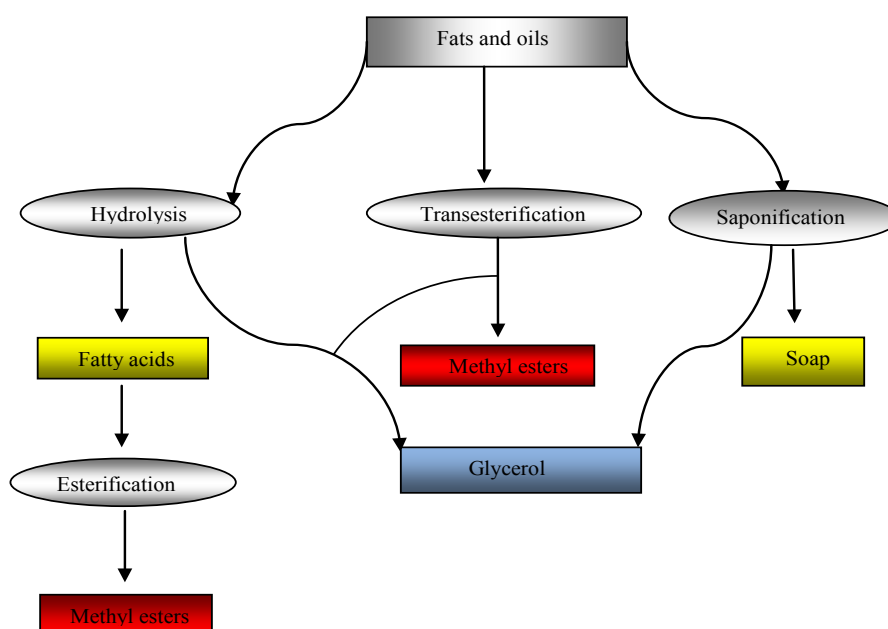 Fats and oils
Hydrolysis
Transesterification
Saponification
Fatty acids
Methyl esters
Soap
Glycerol
Esterification
Methyl esters